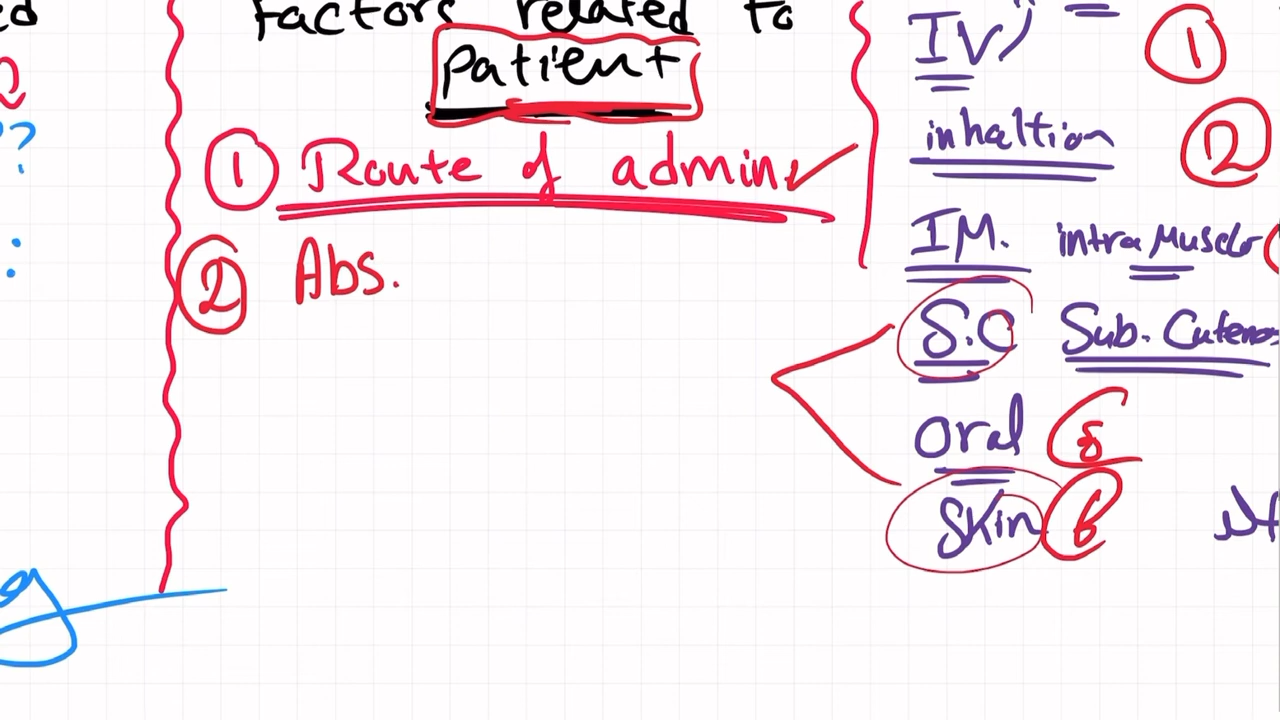 Factors related to
patient
① Route of admin ✓
② Abs.
??
:
IV) ①
inhaltion ②
IM. intra Musclo
S.C Sub. Cuteno
oral 5
Skin 6